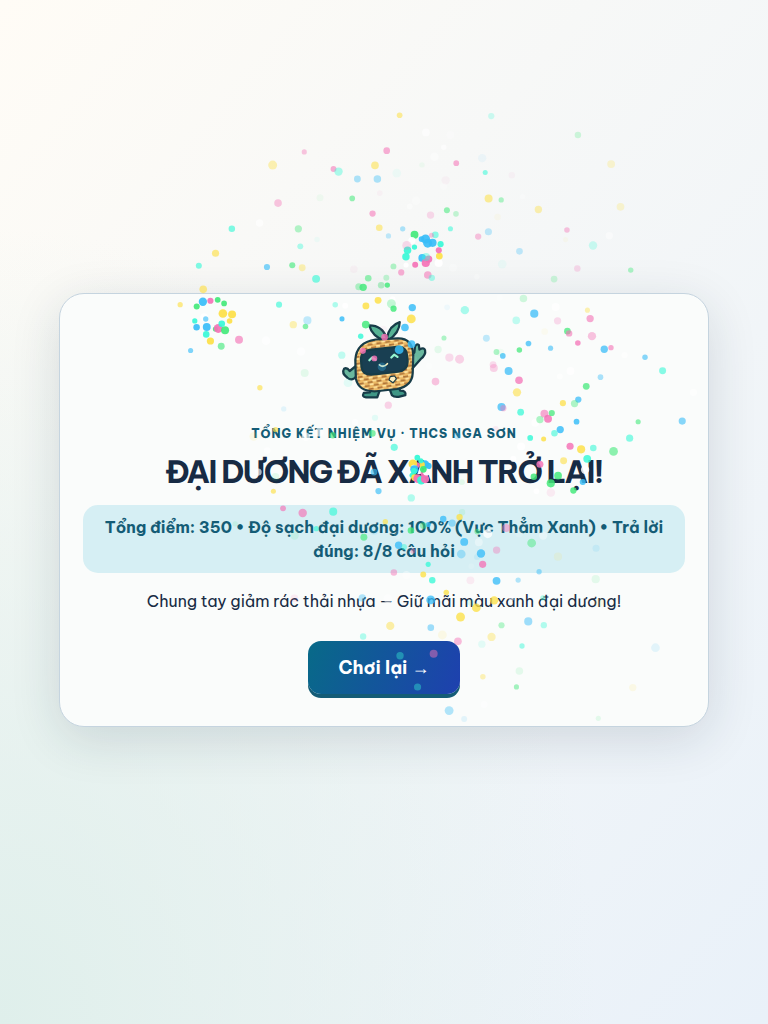 TỔNG KẾT NHIỆM VỤ · THCS NGA SƠN
ĐẠI DƯƠNG ĐÃ XANH TRỞ LẠI!
Tổng điểm: 350 • Độ sạch đại dương: 100% (Vực Thẳm Xanh) • Trả lời
đúng: 8/8 câu hỏi
Chung tay giảm rác thải nhựa — Giữ mãi màu xanh đại dương!
Chơi lại →